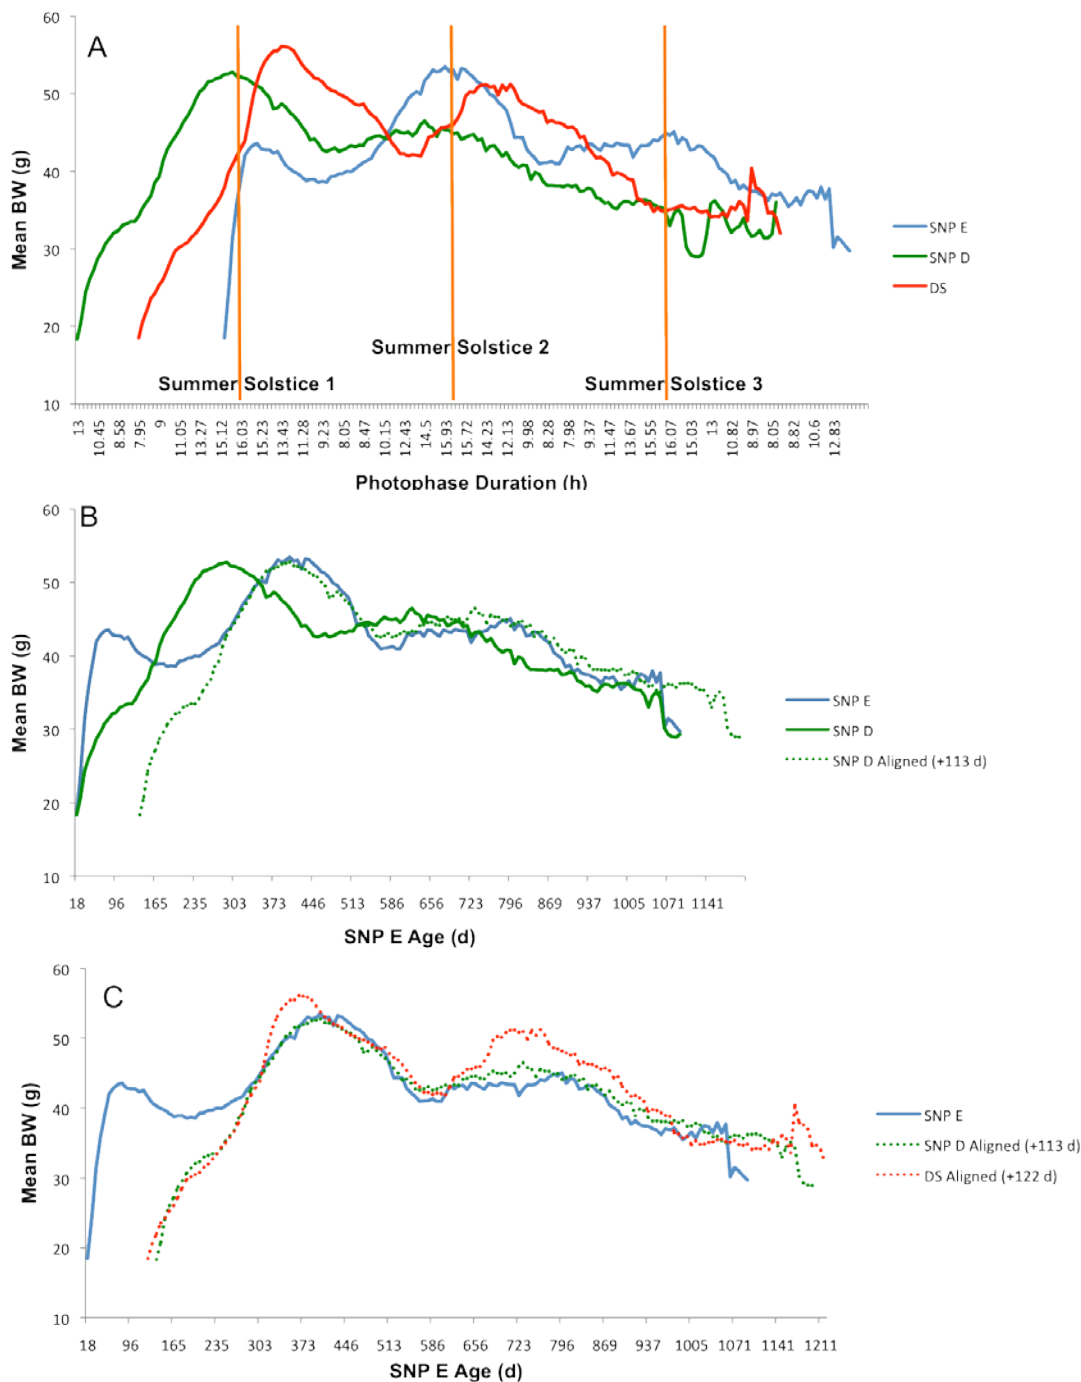 A
60
50
40
30
20
10
Mean BW (g)
SNP E
SNP D
DS
Summer Solstice 2
Summer Solstice 1
Summer Solstice 3
13 10.45 8.58 7.95 9 11.05 13.27 15.12 16.03 15.23 13.43 11.28 9.23 8.05 8.47 10.15 12.43 14.5 15.93 15.72 14.23 12.13 9.98 8.28 7.98 9.37 11.47 13.67 15.55 16.07 15.03 13 10.82 8.97 8.05 8.82 10.6 12.83
Photophase Duration (h)
B
60
50
40
30
20
10
Mean BW (g)
SNP E
SNP D
SNP D Aligned (+113 d)
18 96 165 235 303 373 446 513 586 656 723 796 869 937 1005 1071 1141
SNP E Age (d)
C
60
50
40
30
20
10
Mean BW (g)
SNP E
SNP D Aligned (+113 d)
DS Aligned (+122 d)
18 96 165 235 303 373 446 513 586 656 723 796 869 937 1005 1071 1141 1211
SNP E Age (d)